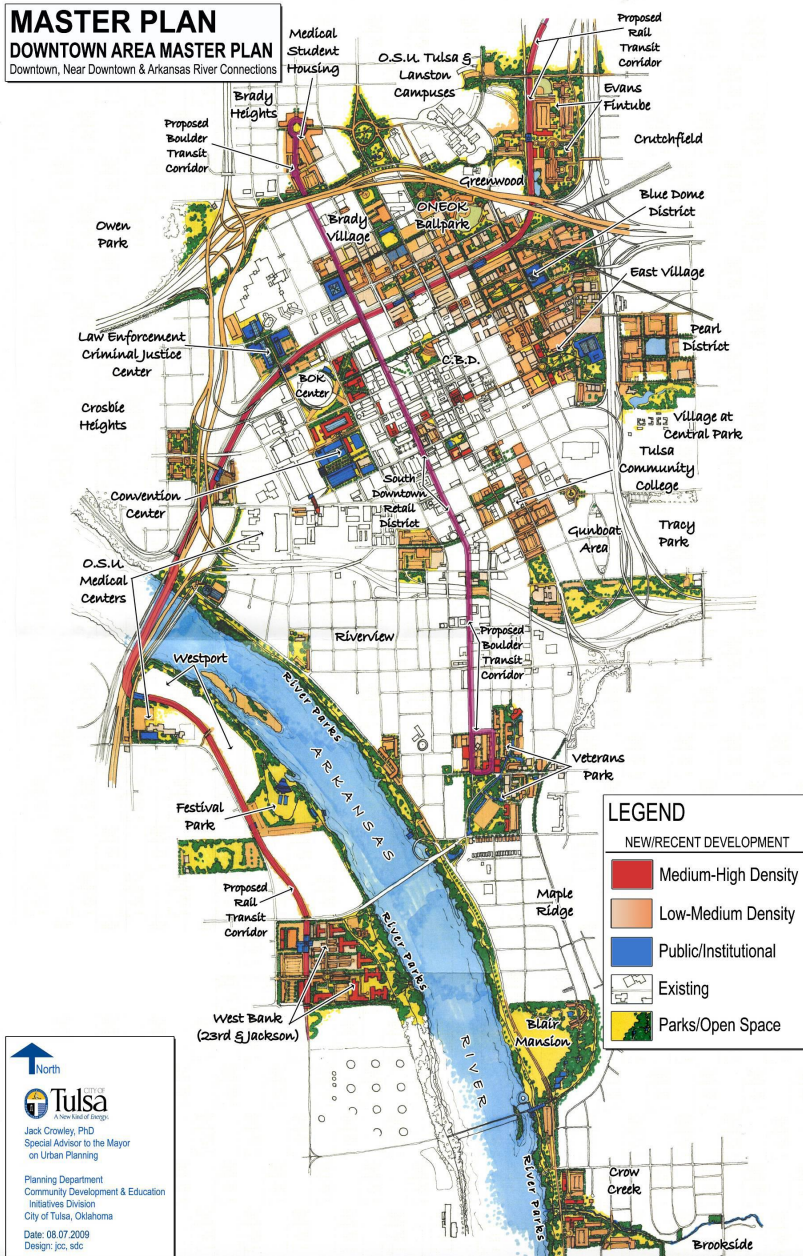 MASTER PLAN
DOWNTOWN AREA MASTER PLAN
Downtown, Near Downtown & Arkansas River Connections
Medical
Student
Housing
O.S.U. Tulsa &
Lanston
Campuses
Proposed
Rail
Transit
Corridor
Brady
Heights
Evans
Fintube
Proposed
Boulder
Transit
Corridor
Crutchfield
Greenwood
Blue Dome
District
ONEOK
Ballpark
Brady
Village
Owen
Park
East Village
Law Enforcement
Criminal Justice
Center
Pearl
District
C.B.D.
BOK
Center
Crosbie
Heights
Village at
Central Park
Tulsa
Community
College
Convention
Center
South
Downtown
Retail
District
Gunboat
Area
Tracy
Park
O.S.U.
Medical
Centers
Riverview
Proposed
Boulder
Transit
Corridor
Westport
River Parks
ARKANSAS
Veterans
Park
Festival
Park
Proposed
Rail
Transit
Corridor
Maple
Ridge
River Parks
West Bank
(23rd & Jackson)
Blair
Mansion
RIVER
River Parks
Crow
Creek
Brookside
LEGEND
NEW/RECENT DEVELOPMENT
Medium-High Density
Low-Medium Density
Public/Institutional
Existing
Parks/Open Space
North
CITY OF
Tulsa
A New Kind of Energy.
Jack Crowley, PhD
Special Advisor to the Mayor
on Urban Planning
Planning Department
Community Development & Education
Initiatives Division
City of Tulsa, Oklahoma
Date: 08.07.2009
Design: jcc, sdc